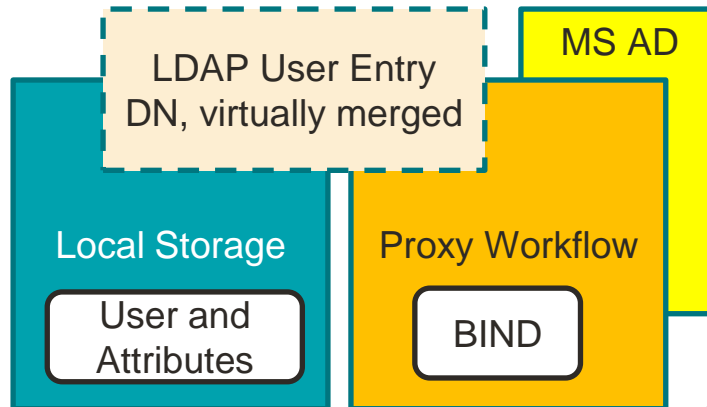 LDAP User Entry
DN, virtually merged
MS AD
Local Storage
Proxy Workflow
User and
Attributes
BIND